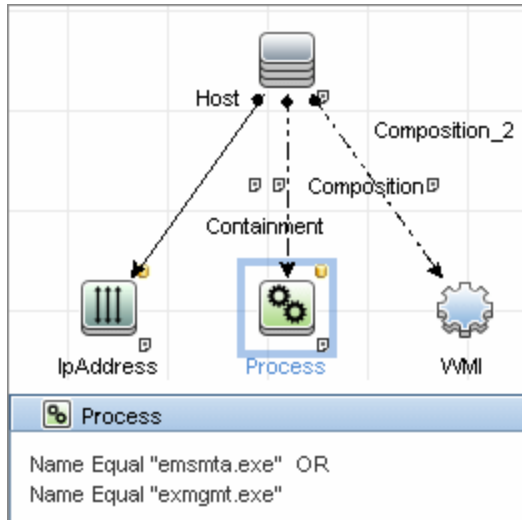 Host
Composition_2
Composition
Containment
IpAddress
Process
WMI
Process
Name Equal "emsmta.exe" OR
Name Equal "exmgmt.exe"